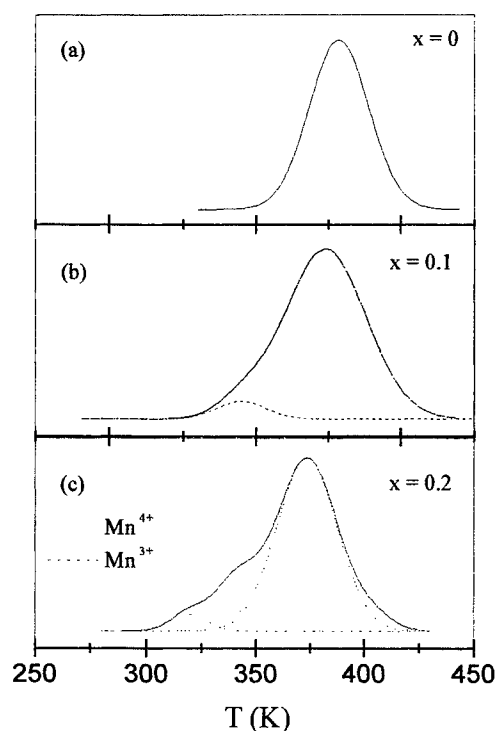 (a)
x = 0
(b)
x = 0.1
(c)
x = 0.2
Mn⁴⁺
Mn³⁺
250 300 350 400 450
T (K)